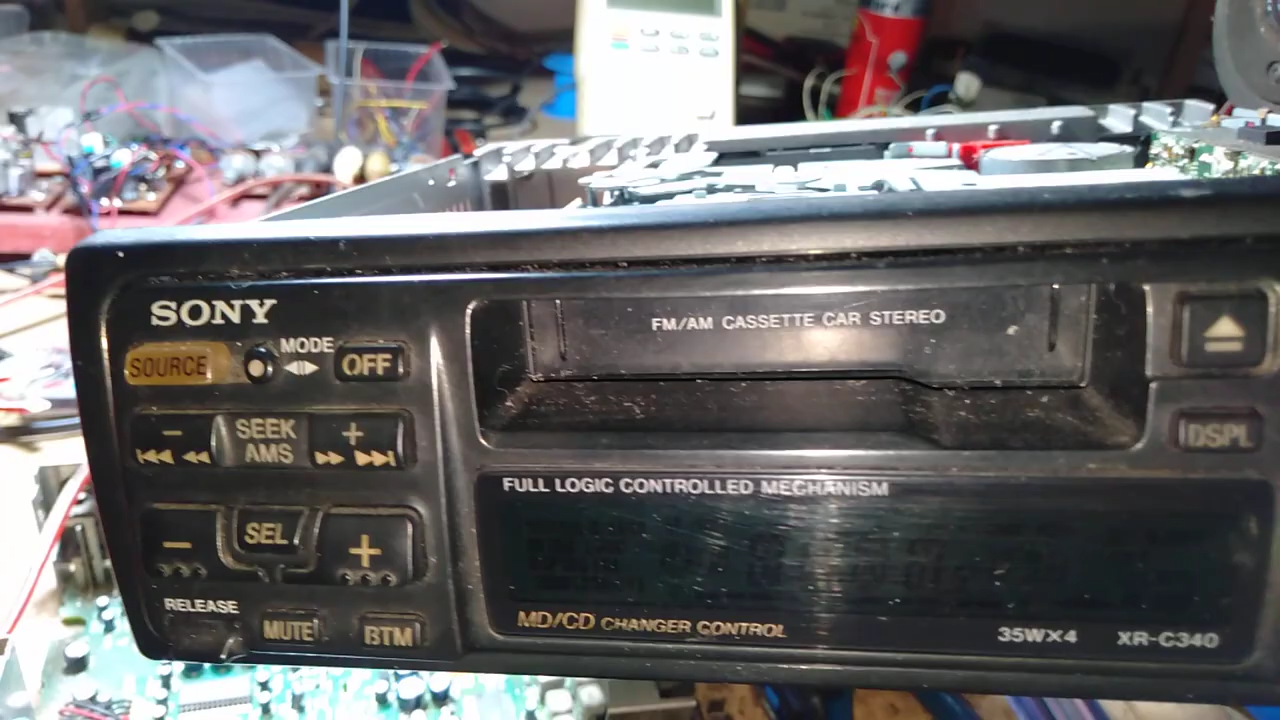 SONY
MODE
SOURCE
OFF
SEEK
AMS
SEL
RELEASE
MUTE
BTM
FM/AM CASSETTE CAR STEREO
DSPL
FULL LOGIC CONTROLLED MECHANISM
MD/CD CHANGER CONTROL
35W×4
XR-C340